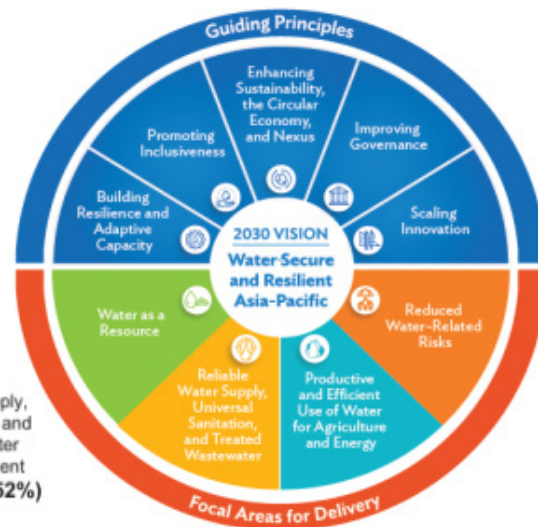 Guiding Principles
Building
Resilience and
Adaptive
Capacity
Promoting
Inclusiveness
Enhancing
Sustainability,
the Circular
Economy,
and Nexus
Improving
Governance
Scaling
Innovation
2030 VISION
Water-Secure
and Resilient
Asia-Pacific
Water as a
Resource
Reliable
Water Supply,
Universal
Sanitation,
and Treated
Wastewater
Productive
and Efficient
Use of Water
for Agriculture
and Energy
Reduced
Water-Related
Risks
Focal Areas for Delivery
and
52%)